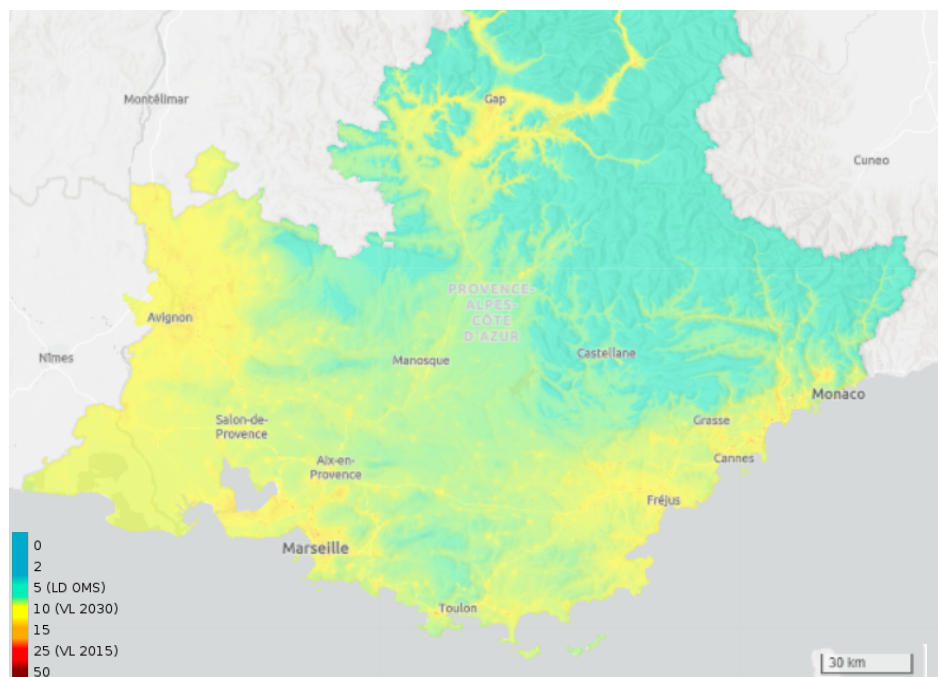 Montélimar
Gap
Cuneo
PROVENCE-
ALPES-
CÔTE
D'AZUR
Avignon
Nîmes
Manosque
Castellane
Monaco
Salon-de-
Provence
Grasse
Aix-en-
Provence
Cannes
Fréjus
Marseille
Toulon
0
2
5 (LD OMS)
10 (VL 2030)
15
25 (VL 2015)
50
30 km